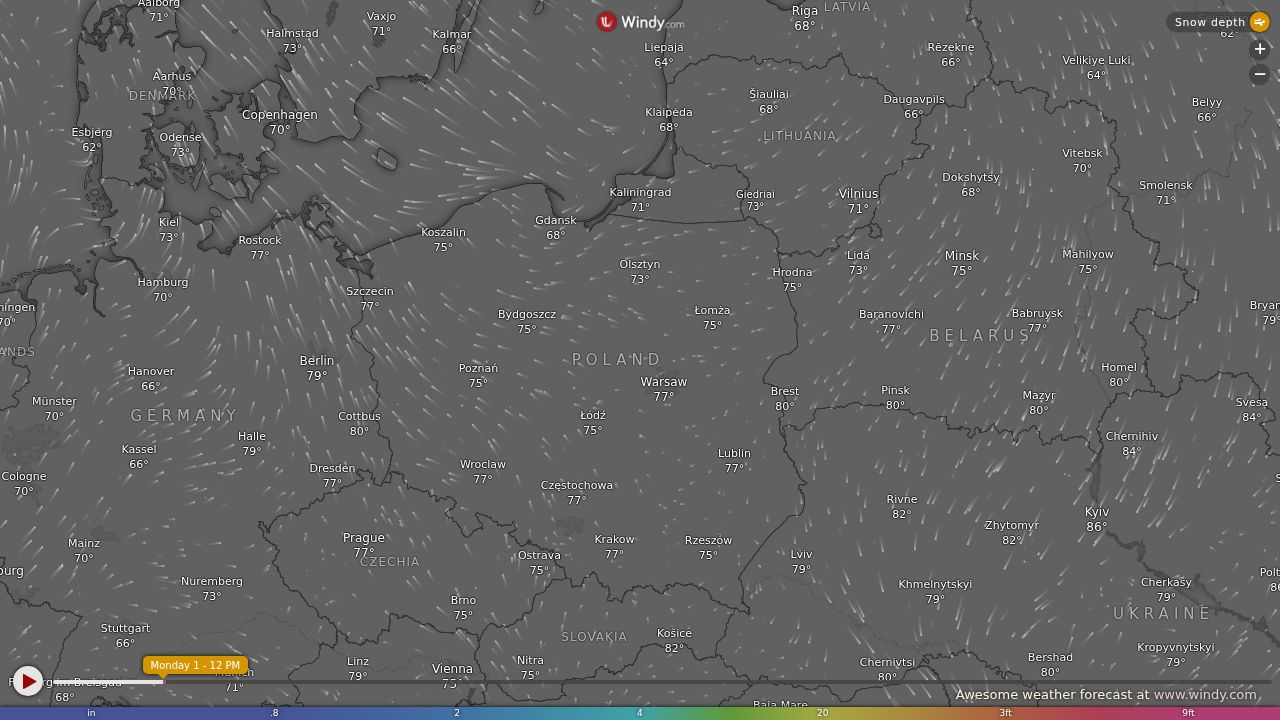 Aalborg
71°
Halmstad
73°
Vaxjo
71°
Kalmar
66°
Windy.com
Liepaja
64°
Riga
68°
LATVIA
Rēzekne
66°
Snow depth
62°
+
−
Velikiye Luki
64°
Aarhus
70°
DENMARK
Copenhagen
70°
Esbjerg
62°
Odense
73°
Klaipėda
68°
Šiauliai
68°
LITHUANIA
Daugavpils
66°
Belyy
66°
Vitebsk
70°
Kaliningrad
71°
Giedriai
73°
Vilnius
71°
Dokshytsy
68°
Smolensk
71°
Kiel
73°
Rostock
77°
Koszalin
75°
Gdansk
68°
Olsztyn
73°
Hrodna
75°
Lida
73°
Minsk
75°
Mahilyow
75°
Hamburg
70°
Szczecin
77°
ningen
70°
Bydgoszcz
75°
Łomża
75°
Baranovichi
77°
Babruysk
77°
Bryan
79°
BELARUS
ANDS
Hanover
66°
Berlin
79°
Poznań
75°
POLAND
Warsaw
77°
Brest
80°
Pinsk
80°
Mazyr
80°
Homel
80°
Münster
70°
GERMANY
Cottbus
80°
Łódź
75°
Svesa
84°
Kassel
66°
Halle
79°
Chernihiv
84°
Cologne
70°
Dresden
77°
Wroclaw
77°
Częstochowa
77°
Lublin
77°
Rivne
82°
Kyiv
86°
Zhytomyr
82°
Mainz
70°
Prague
77°
CZECHIA
Ostrava
75°
Krakow
77°
Rzeszów
75°
Lviv
79°
burg
Nuremberg
73°
Khmelnytskyi
79°
Cherkasy
79°
Polt
UKRAINE
Brno
75°
Stuttgart
66°
SLOVAKIA
Košice
82°
Kropyvnytskyi
79°
Linz
79°
Vienna
75°
Nitra
75°
Chernivtsi
80°
Bershad
80°
Monday 1 - 12 PM
Munich
71°
68°
Baia Mare
Awesome weather forecast at www.windy.com
in
.8
2
4
20
3ft
9ft